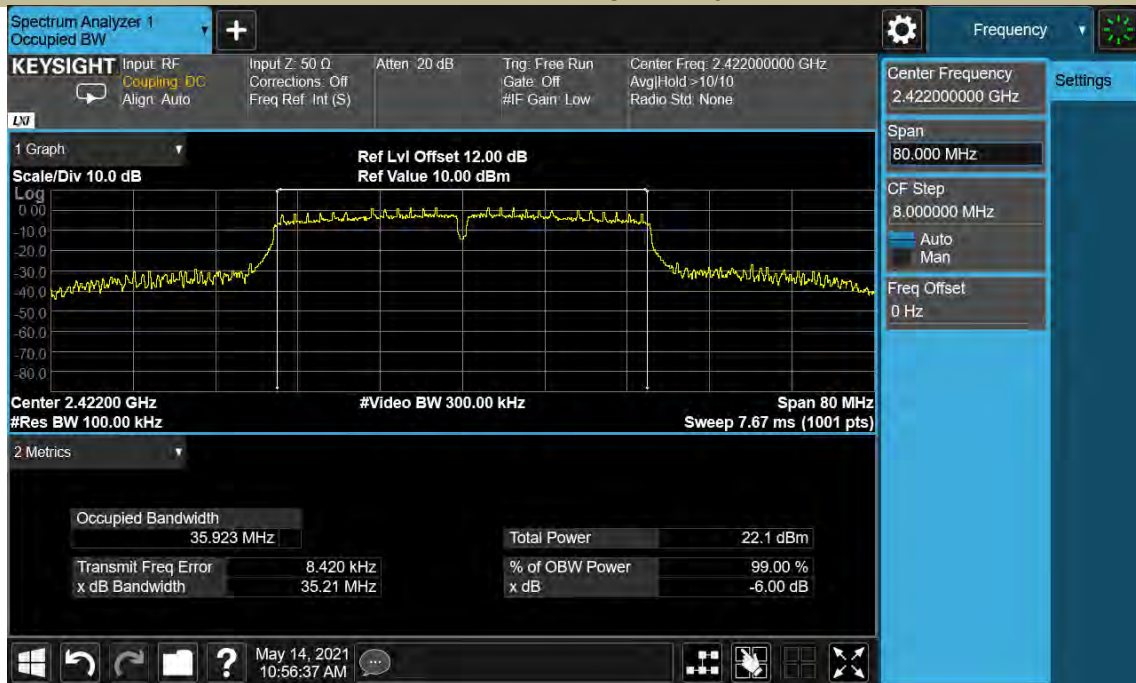 Spectrum Analyzer 1
Occupied BW
Frequency
KEYSIGHT
Input: RF
Coupling: DC
Align: Auto
Input Z: 50 Ω
Corrections: Off
Freq Ref: Int (S)
Atten: 20 dB
Trig: Free Run
Gate: Off
#IF Gain: Low
Center Freq: 2.422000000 GHz
Avg|Hold >10/10
Radio Std: None
LXI
Center Frequency
2.422000000 GHz
Settings
Span
80.000 MHz
CF Step
8.000000 MHz
Auto
Man
Freq Offset
0 Hz
1 Graph
Ref Lvl Offset 12.00 dB
Scale/Div 10.0 dB
Ref Value 10.00 dBm
Log
0.00
-10.0
-20.0
-30.0
-40.0
-50.0
-60.0
-70.0
-80.0
Center 2.42200 GHz
#Video BW 300.00 kHz
Span 80 MHz
#Res BW 100.00 kHz
Sweep 7.67 ms (1001 pts)
2 Metrics
Occupied Bandwidth
35.923 MHz
Total Power 22.1 dBm
Transmit Freq Error 8.420 kHz
% of OBW Power 99.00 %
x dB Bandwidth 35.21 MHz
x dB -6.00 dB
May 14, 2021
10:56:37 AM